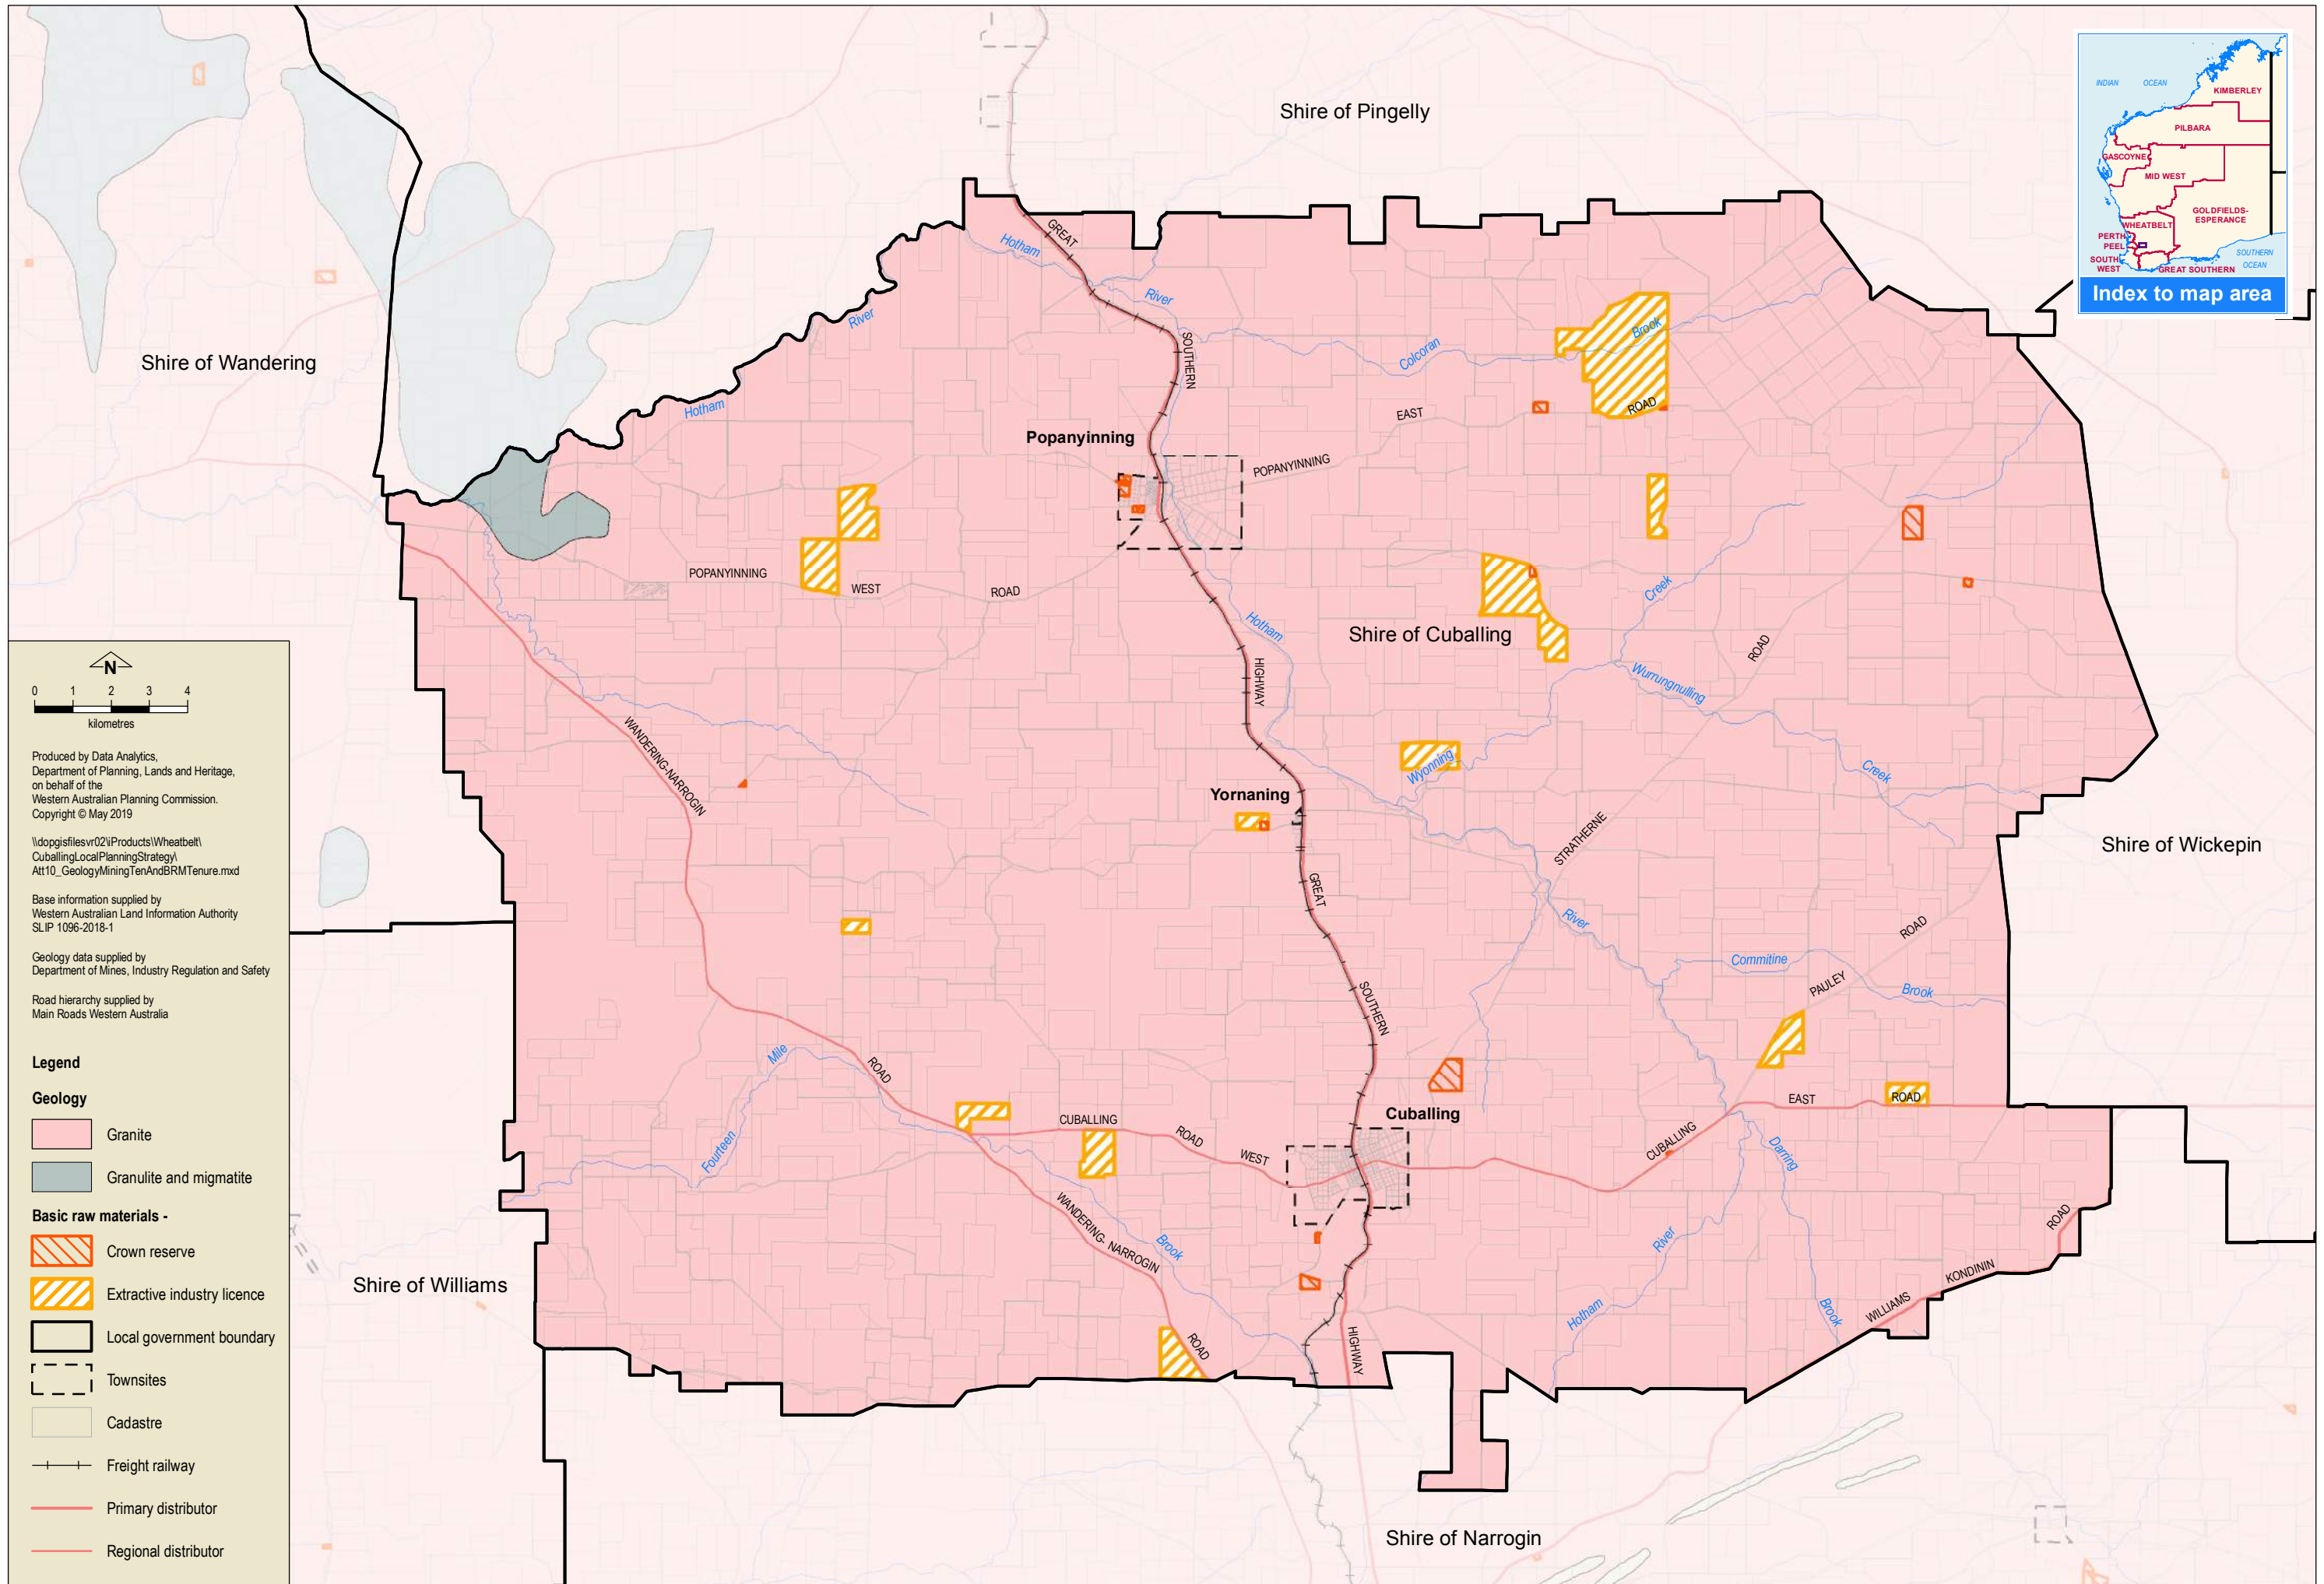 Shire of Pingelly
Shire of Wandering
Shire of Cuballing
Shire of Wickepin
Shire of Williams
Shire of Narrogin
INDIAN OCEAN
KIMBERLEY
PILBARA
GASCOYNE
MID WEST
GOLDFIELDS-
ESPERANCE
WHEATBELT
PERTH
PEEL
SOUTH
WEST
GREAT SOUTHERN
SOUTHERN
OCEAN
Index to map area
GREAT
Hotham
River
River
SOUTHERN
Hotham
Colcoran
Brook
ROAD
EAST
Popanyinning
POPANYINNING
POPANYINNING
WEST
ROAD
Hotham
HIGHWAY
Creek
ROAD
Wurrungnulling
Creek
WANDERING-NARROGIN
Wyonning
Yornaning
STRATHERNE
GREAT
River
ROAD
Commitine
PAULEY
Brook
SOUTHERN
Mile
ROAD
Fourteen
CUBALLING
ROAD
WEST
Cuballing
CUBALLING
EAST
ROAD
Darring
WANDERING- NARROGIN
Brook
ROAD
HIGHWAY
River
Hotham
Brook
WILLIAMS
KONDININ
ROAD
N
0 1 2 3 4
kilometres
Produced by Data Analytics,
Department of Planning, Lands and Heritage,
on behalf of the
Western Australian Planning Commission.
Copyright © May 2019
\\dopgisfilesvr02\iProducts\Wheatbelt\
CuballingLocalPlanningStrategy\
Att10_GeologyMiningTenAndBRMTenure.mxd
Base information supplied by
Western Australian Land Information Authority
SLIP 1096-2018-1
Geology data supplied by
Department of Mines, Industry Regulation and Safety
Road hierarchy supplied by
Main Roads Western Australia
Legend
Geology
Granite
Granulite and migmatite
Basic raw materials -
Crown reserve
Extractive industry licence
Local government boundary
Townsites
Cadastre
Freight railway
Primary distributor
Regional distributor